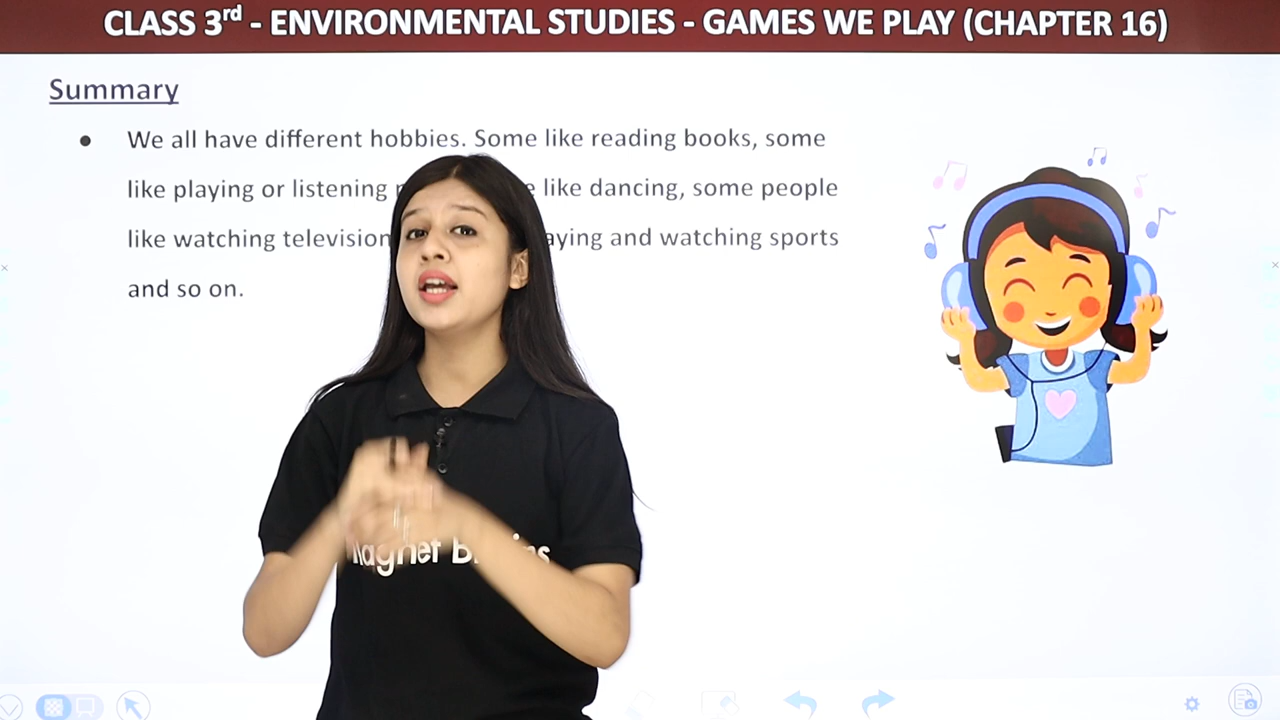 CLASS 3rd - ENVIRONMENTAL STUDIES - GAMES WE PLAY (CHAPTER 16)
Summary
● We all have different hobbies. Some like reading books, some
like playing or listening like dancing, some people
like watching television and watching sports
and so on.